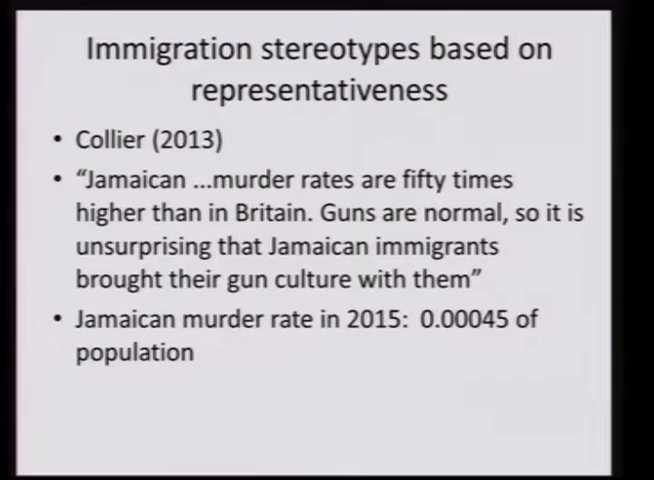 Immigration stereotypes based on
representativeness
• Collier (2013)
• “Jamaican ...murder rates are fifty times
higher than in Britain. Guns are normal, so it is
unsurprising that Jamaican immigrants
brought their gun culture with them”
• Jamaican murder rate in 2015:  0.00045 of
population